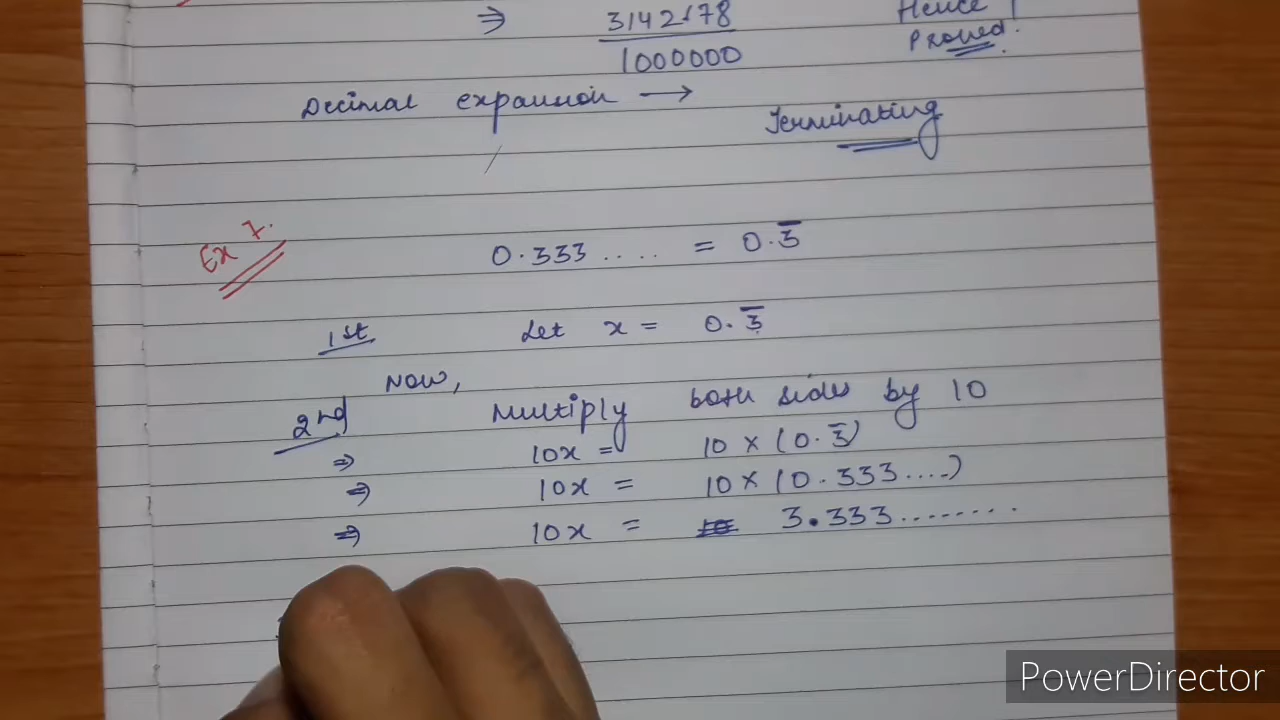 ⇒ 3142178 Hence
1000000 Proved.
Decimal expansion →
Terminating
Ex 7. 0.333.... = 0.3̅
1st Let x = 0.3̅
Now,
2nd Multiply both sides by 10
⇒ 10x = 10 × (0.3̅)
⇒ 10x = 10 × (0.333....)
⇒ 10x = 3.333........
PowerDirector